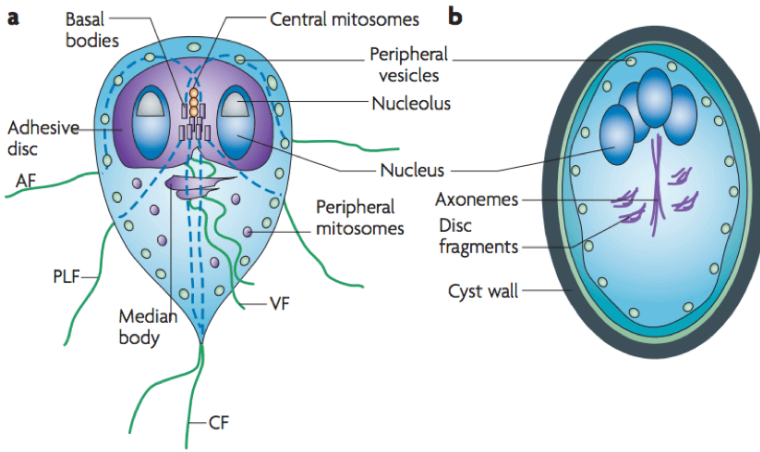 a
Basal
bodies
Central mitosomes
b
Peripheral
vesicles
Nucleolus
Adhesive
disc
Nucleus
AF
Axonemes
Peripheral
mitosomes
Disc
fragments
PLF
Cyst wall
VF
Median
body
CF